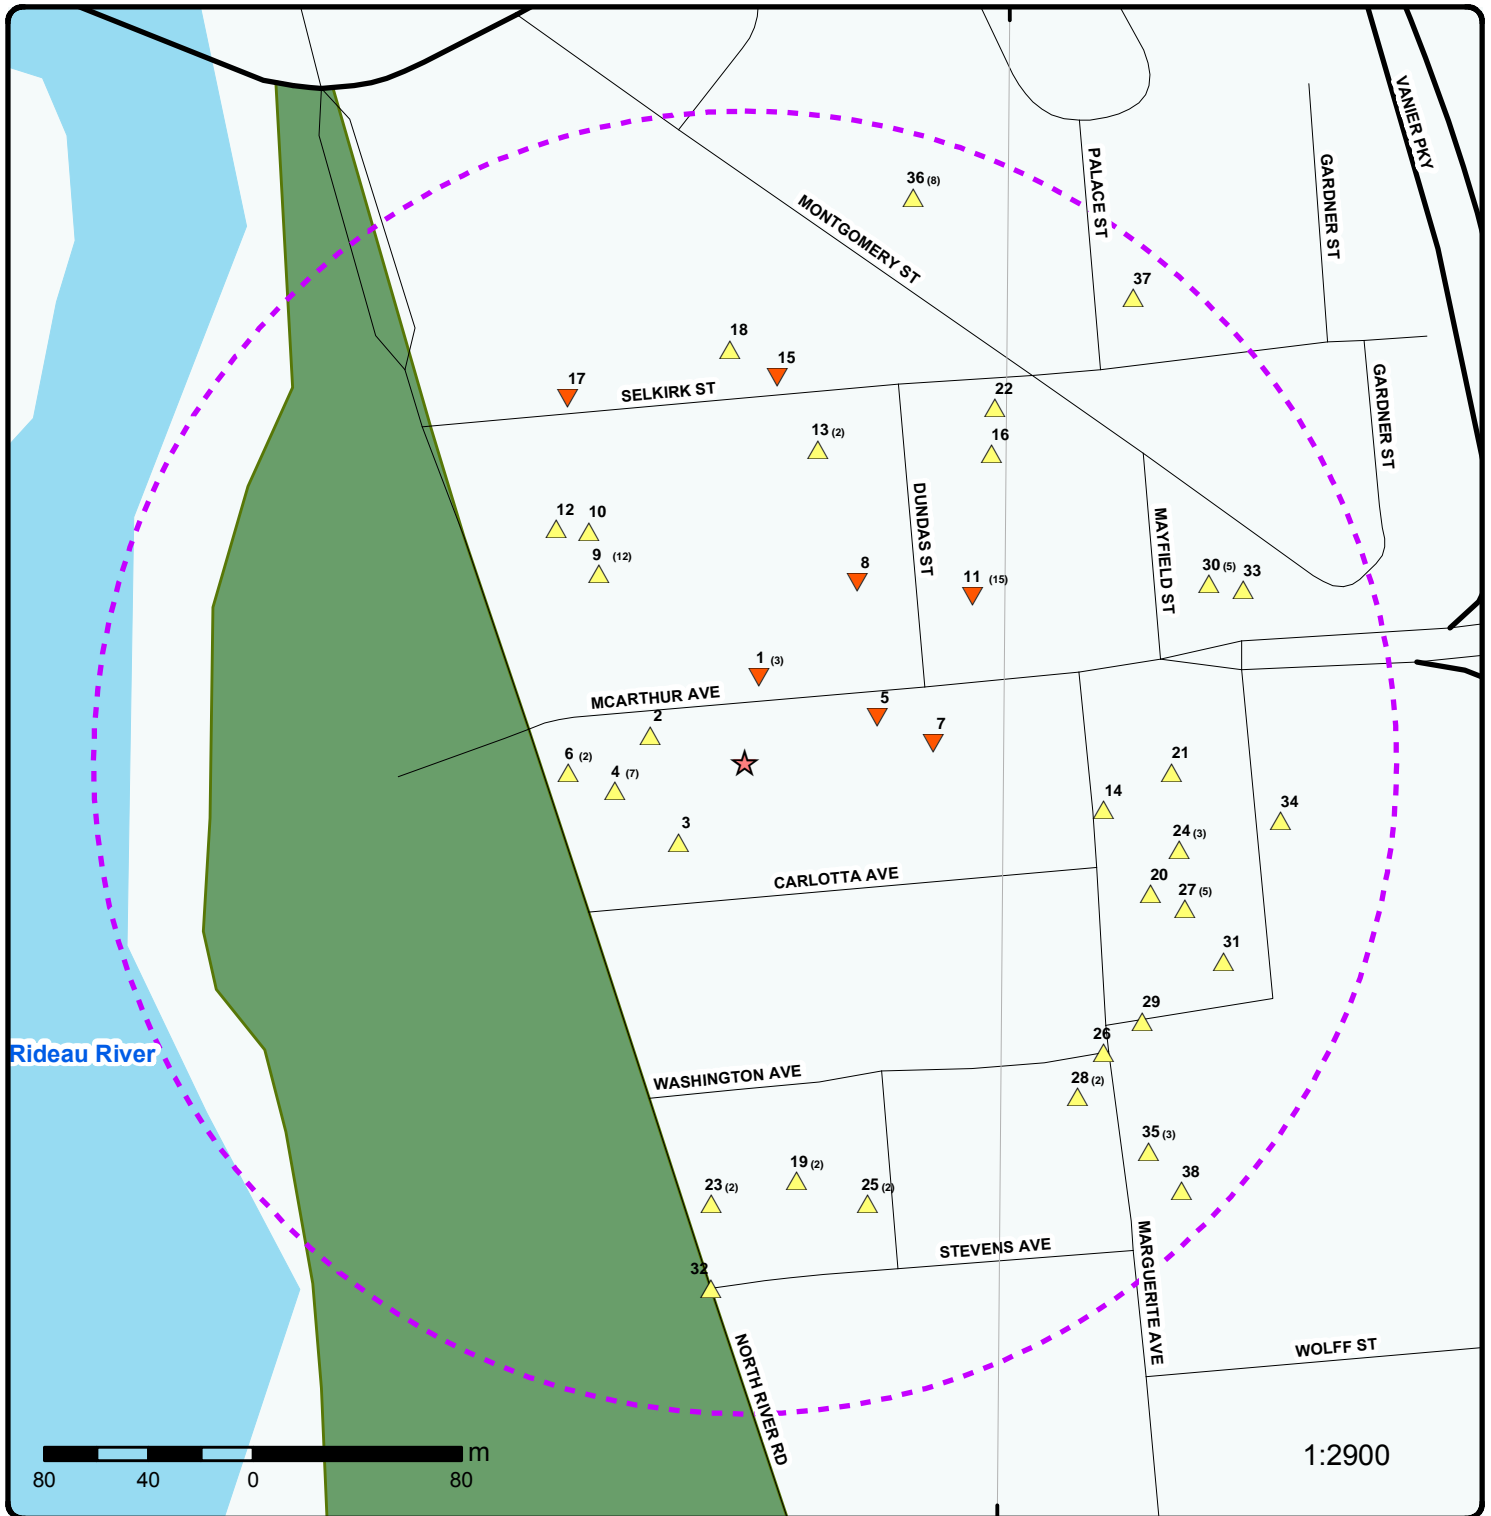 VANIER PKY
PALACE ST
GARDNER ST
36 (8)
MONTGOMERY ST
37
18
15
17
SELKIRK ST
22
GARDNER ST
13 (2)
16
12
10
DUNDAS ST
MAYFIELD ST
9 (12)
8
11 (15)
30 (5)
33
1 (3)
MCARTHUR AVE
5
2
7
6 (2)
4 (7)
21
14
34
3
24 (3)
CARLOTTA AVE
20
27 (5)
31
29
26
Rideau River
WASHINGTON AVE
28 (2)
35 (3)
19 (2)
23 (2)
25 (2)
38
STEVENS AVE
MARGUERITE AVE
32
NORTH RIVER RD
WOLFF ST
m
1:2900
80 40 0 80